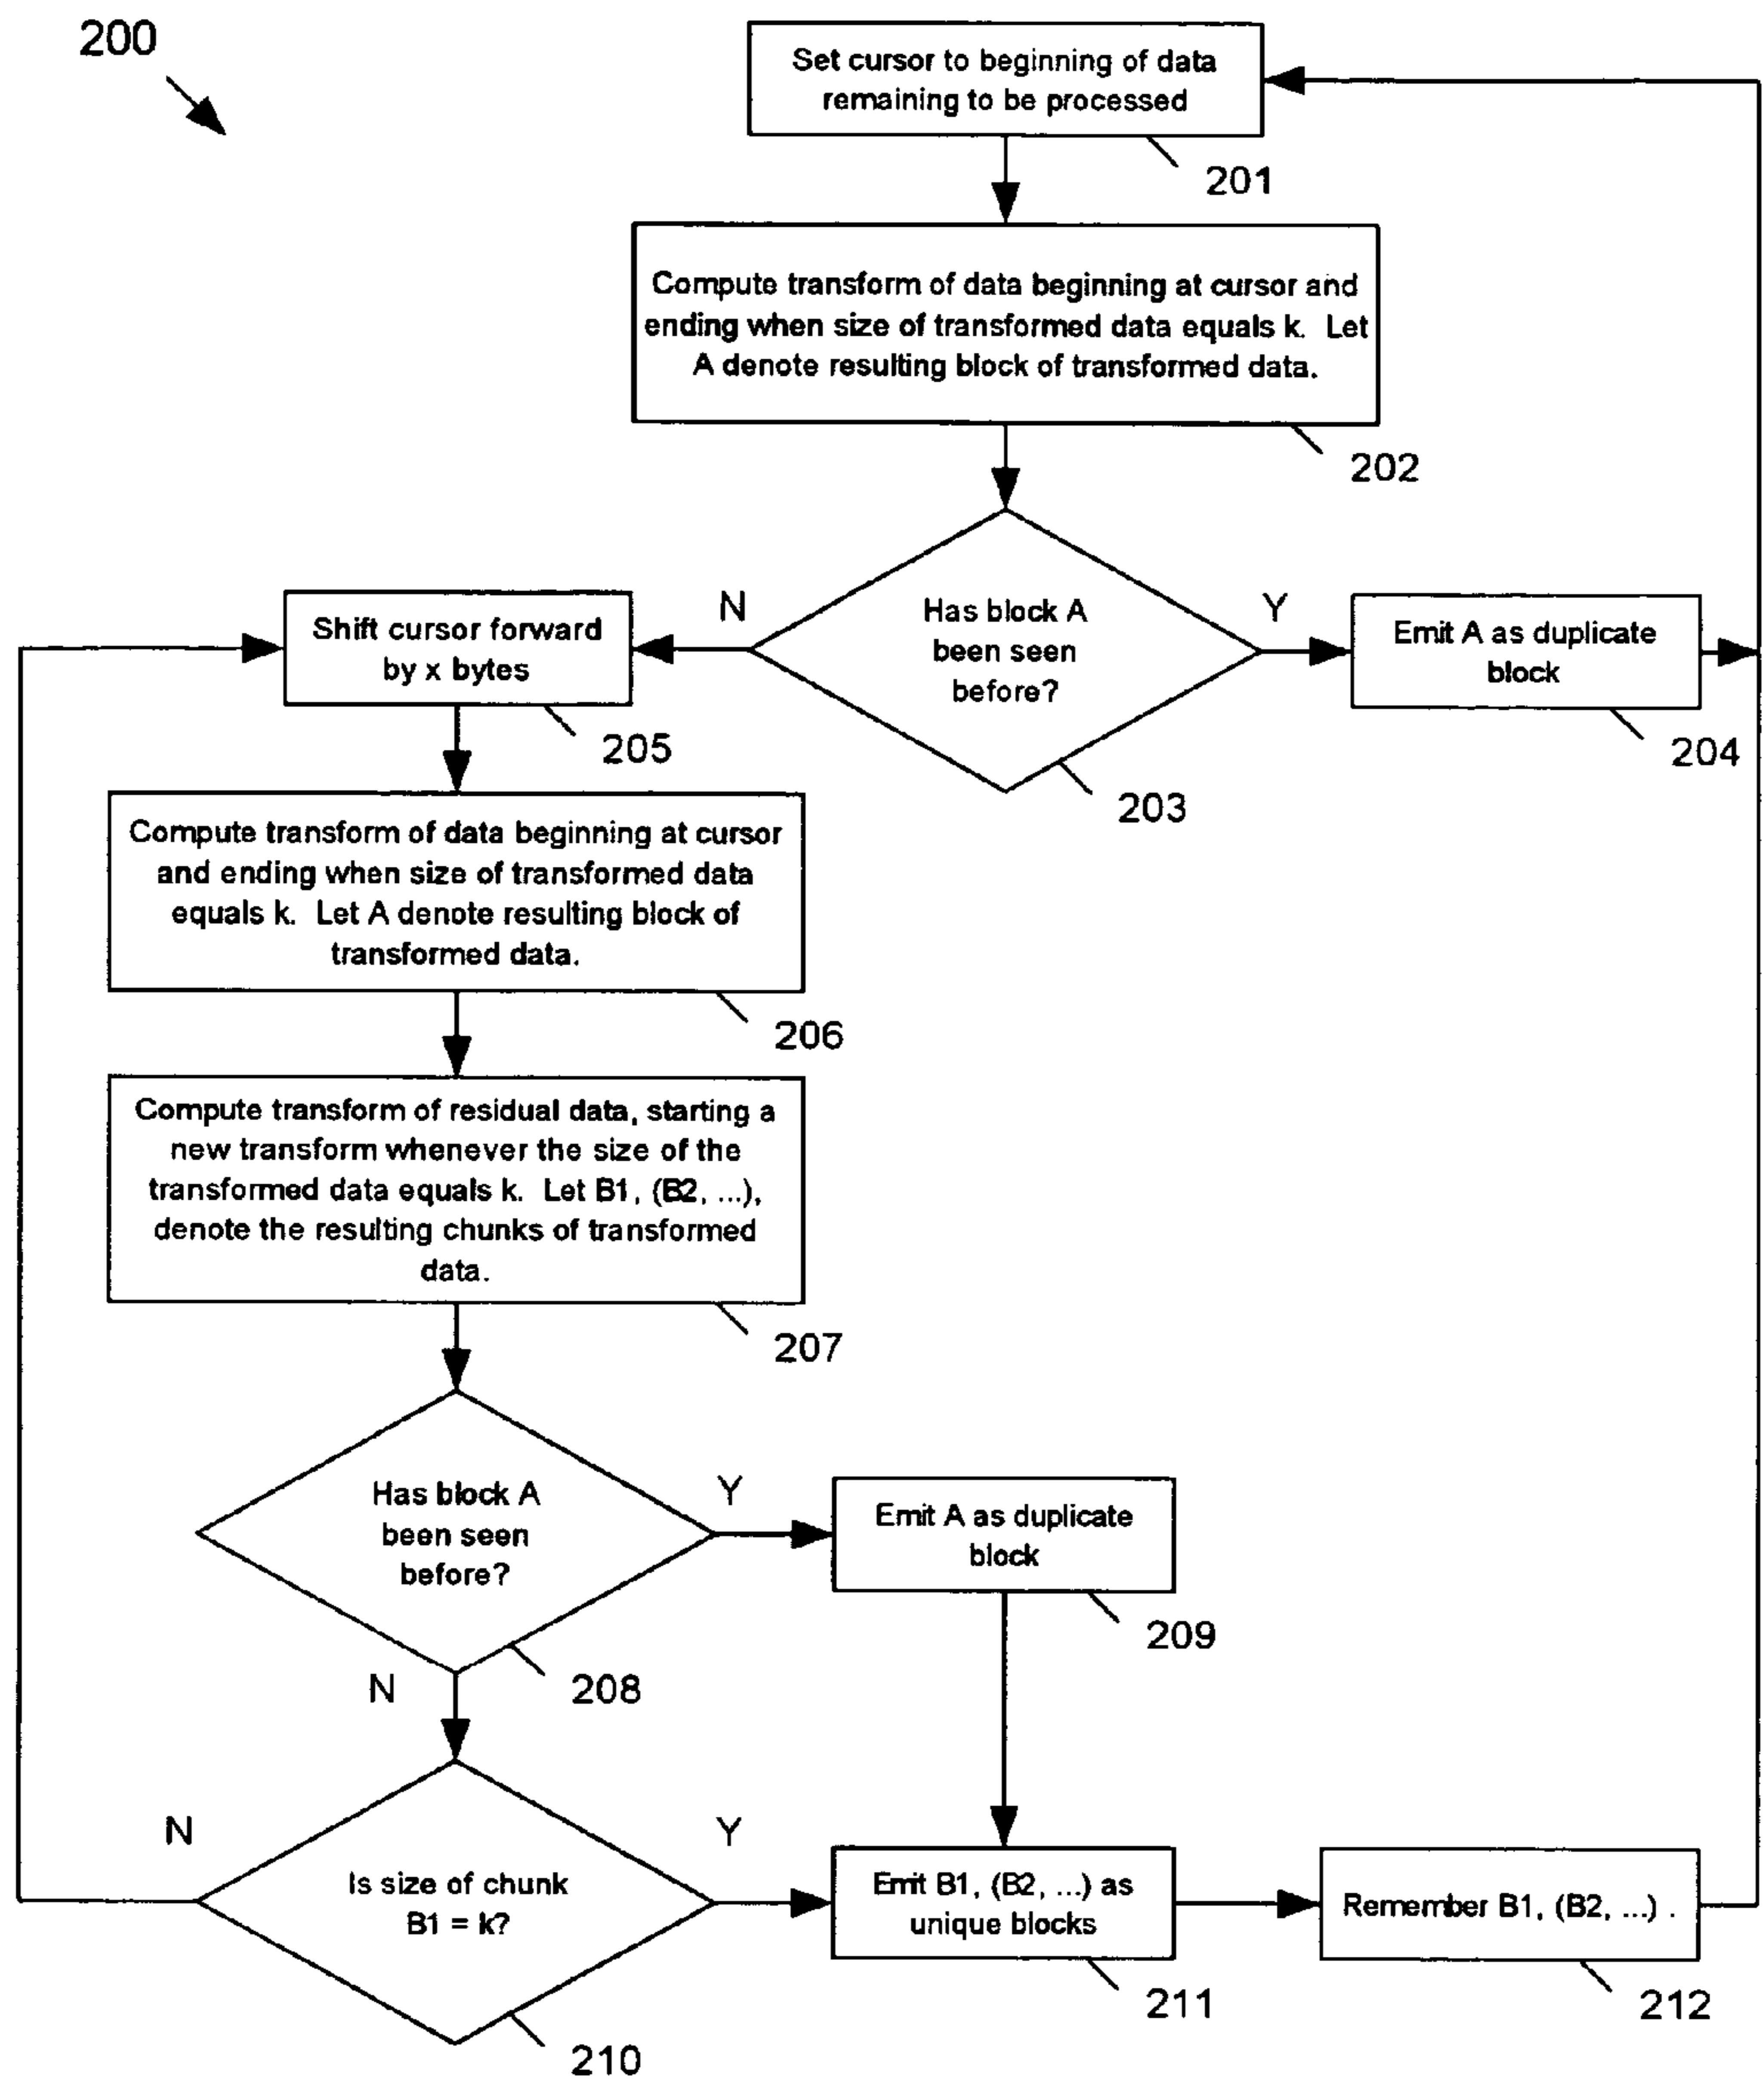 200
Set cursor to beginning of data
remaining to be processed
201
Compute transform of data beginning at cursor and
ending when size of transformed data equals k. Let
A denote resulting block of transformed data.
202
Has block A
been seen
before?
203
N
Y
Emit A as duplicate
block
204
Shift cursor forward
by x bytes
205
Compute transform of data beginning at cursor
and ending when size of transformed data
equals k. Let A denote resulting block of
transformed data.
206
Compute transform of residual data, starting a
new transform whenever the size of the
transformed data equals k. Let B1, (B2, ...),
denote the resulting chunks of transformed
data.
207
Has block A
been seen
before?
208
Y
N
Emit A as duplicate
block
209
Is size of chunk
B1 = k?
210
N
Y
Emit B1, (B2, ...) as
unique blocks
211
Remember B1, (B2, ...) .
212